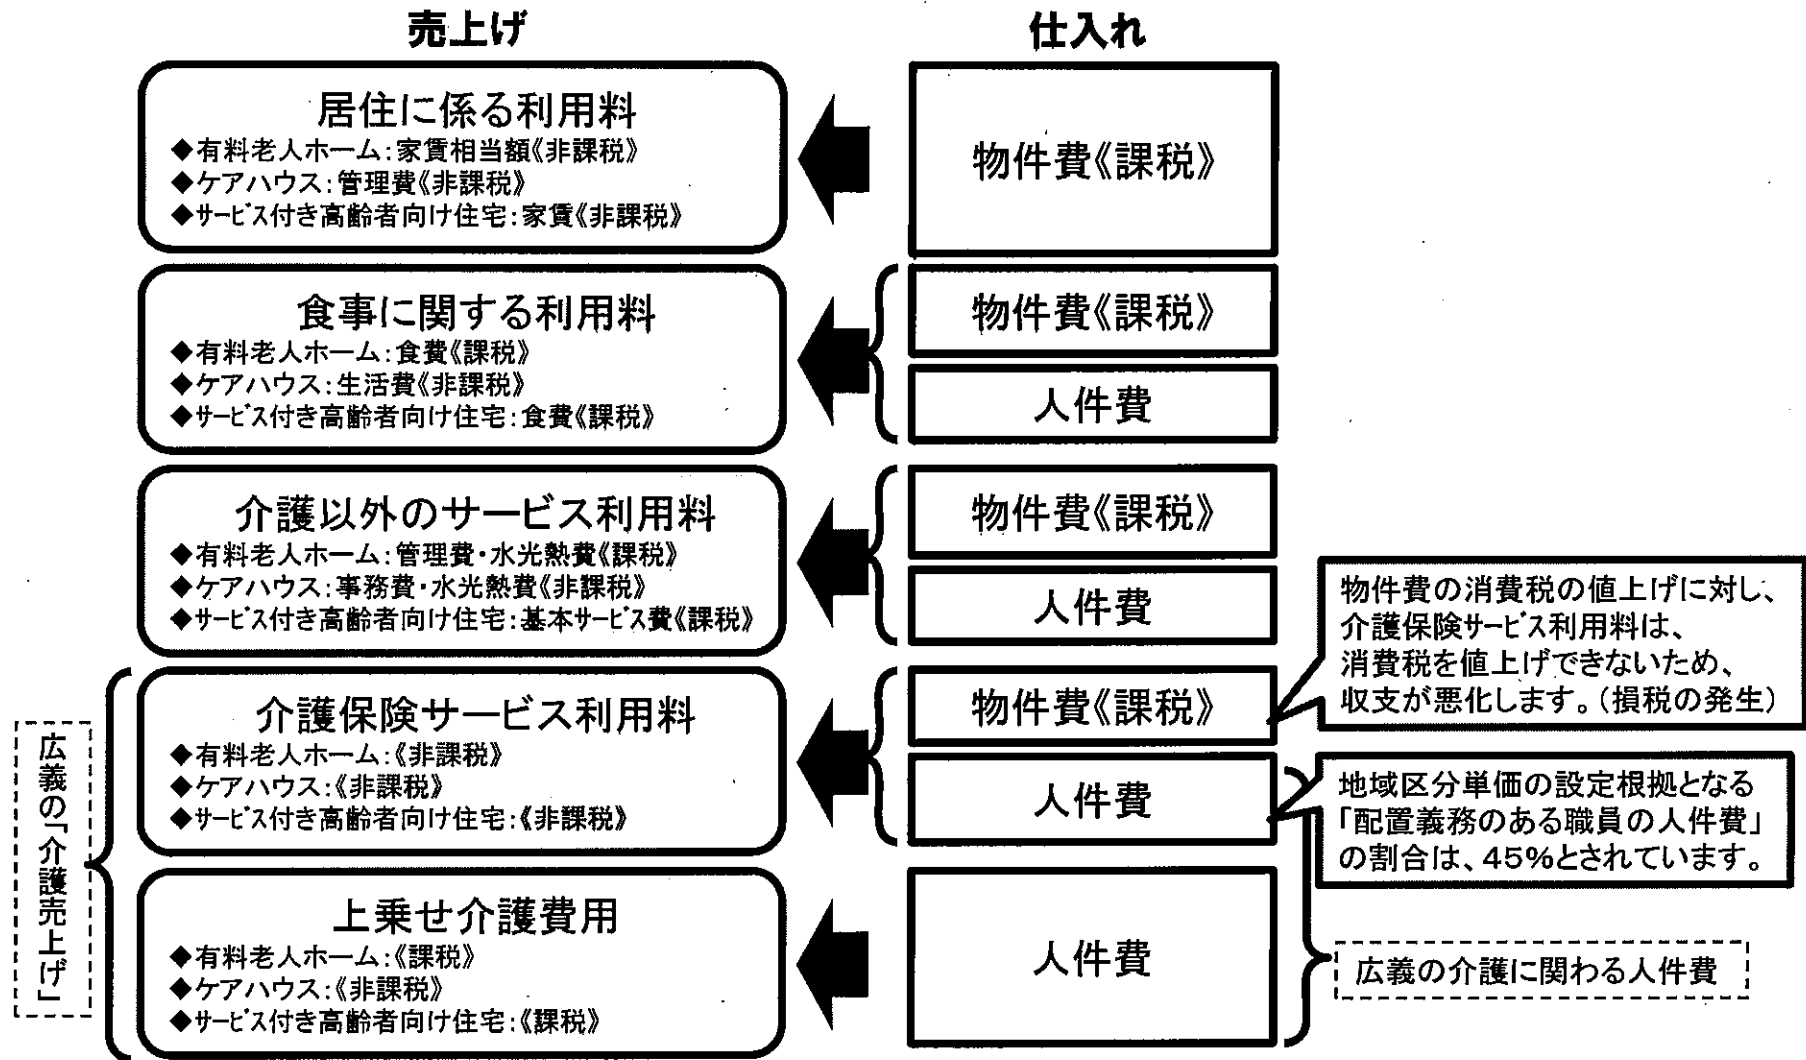 売上げ
仕入れ
居住に係る利用料
◆有料老人ホーム:家賃相当額《非課税》
◆ケアハウス:管理費《非課税》
◆サービス付き高齢者向け住宅:家賃《非課税》
物件費《課税》
食事に関する利用料
◆有料老人ホーム:食費《課税》
◆ケアハウス:生活費《非課税》
◆サービス付き高齢者向け住宅:食費《課税》
物件費《課税》
人件費
介護以外のサービス利用料
◆有料老人ホーム:管理費・水光熱費《課税》
◆ケアハウス:事務費・水光熱費《非課税》
◆サービス付き高齢者向け住宅:基本サービス費《課税》
物件費《課税》
人件費
物件費の消費税の値上げに対し、
介護保険サービス利用料は、
消費税を値上げできないため、
収支が悪化します。(損税の発生)
広義の「介護売上げ」
介護保険サービス利用料
◆有料老人ホーム:《非課税》
◆ケアハウス:《非課税》
◆サービス付き高齢者向け住宅:《非課税》
物件費《課税》
人件費
地域区分単価の設定根拠となる
「配置義務のある職員の人件費」
の割合は、45%とされています。
上乗せ介護費用
◆有料老人ホーム:《課税》
◆ケアハウス:《非課税》
◆サービス付き高齢者向け住宅:《課税》
人件費
広義の介護に関わる人件費